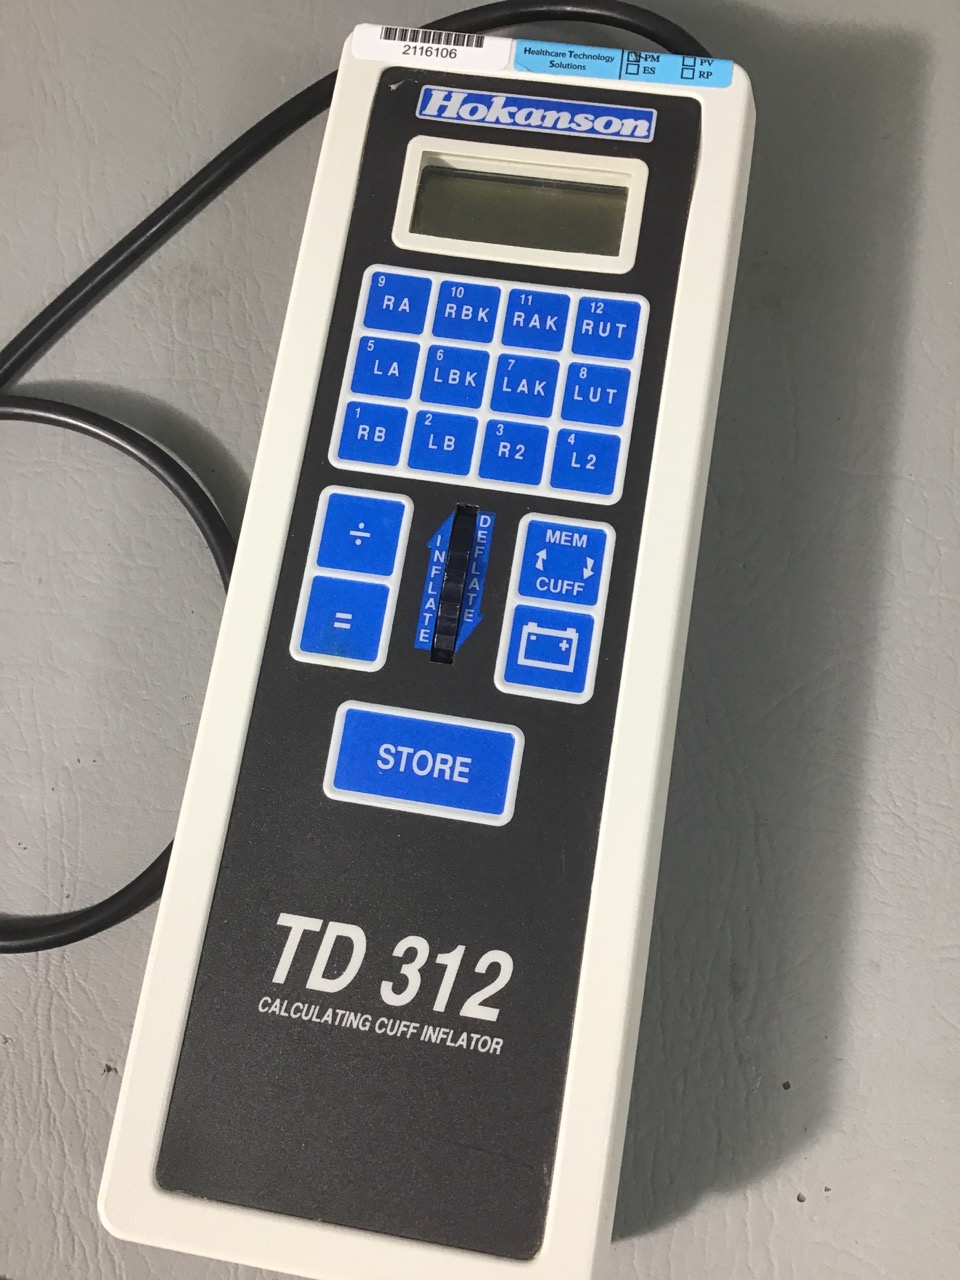 2116106
Healthcare Technology
Solutions
PM
ES
PV
RP
Hokanson
9
RA
10
RBK
11
RAK
12
RUT
5
LA
6
LBK
7
LAK
8
LUT
1
RB
2
LB
3
R2
4
L2
÷
=
INFLATE
DEFLATE
MEM
CUFF
- +
STORE
TD 312
CALCULATING CUFF INFLATOR